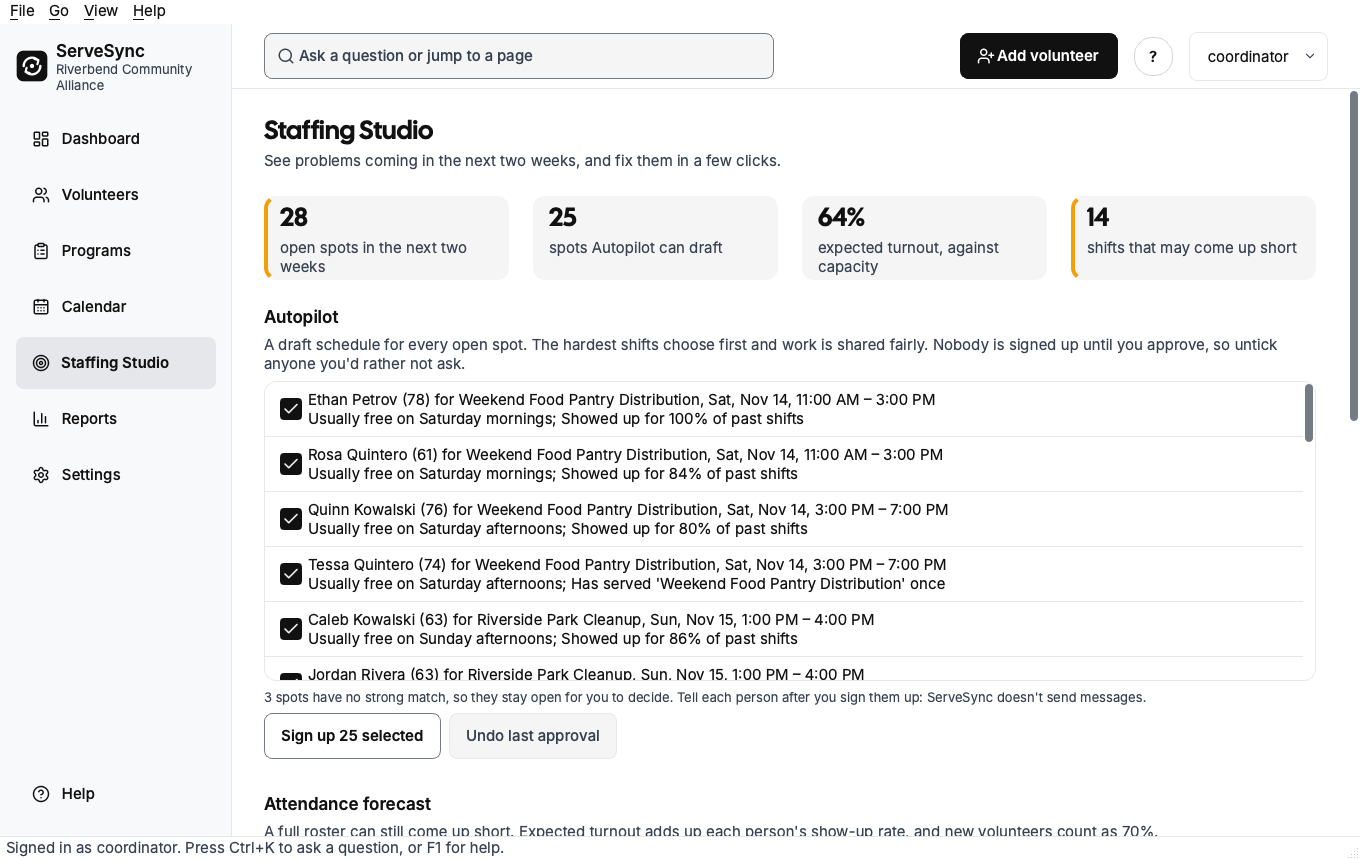 File Go View Help
ServeSync
Riverbend Community
Alliance
Ask a question or jump to a page
Add volunteer
?
coordinator
Dashboard
Volunteers
Programs
Calendar
Staffing Studio
Reports
Settings
Help
Staffing Studio
See problems coming in the next two weeks, and fix them in a few clicks.
28
open spots in the next two
weeks
25
spots Autopilot can draft
64%
expected turnout, against
capacity
14
shifts that may come up short
Autopilot
A draft schedule for every open spot. The hardest shifts choose first and work is shared fairly. Nobody is signed up until you approve, so untick
anyone you'd rather not ask.
Ethan Petrov (78) for Weekend Food Pantry Distribution, Sat, Nov 14, 11:00 AM – 3:00 PM
Usually free on Saturday mornings; Showed up for 100% of past shifts
Rosa Quintero (61) for Weekend Food Pantry Distribution, Sat, Nov 14, 11:00 AM – 3:00 PM
Usually free on Saturday mornings; Showed up for 84% of past shifts
Quinn Kowalski (76) for Weekend Food Pantry Distribution, Sat, Nov 14, 3:00 PM – 7:00 PM
Usually free on Saturday afternoons; Showed up for 80% of past shifts
Tessa Quintero (74) for Weekend Food Pantry Distribution, Sat, Nov 14, 3:00 PM – 7:00 PM
Usually free on Saturday afternoons; Has served 'Weekend Food Pantry Distribution' once
Caleb Kowalski (63) for Riverside Park Cleanup, Sun, Nov 15, 1:00 PM – 4:00 PM
Usually free on Sunday afternoons; Showed up for 86% of past shifts
Jordan Rivera (63) for Riverside Park Cleanup, Sun, Nov 15, 1:00 PM – 4:00 PM
3 spots have no strong match, so they stay open for you to decide. Tell each person after you sign them up: ServeSync doesn't send messages.
Sign up 25 selected
Undo last approval
Attendance forecast
A full roster can still come up short. Expected turnout adds up each person's show-up rate, and new volunteers count as 70%.
Signed in as coordinator. Press Ctrl+K to ask a question, or F1 for help.